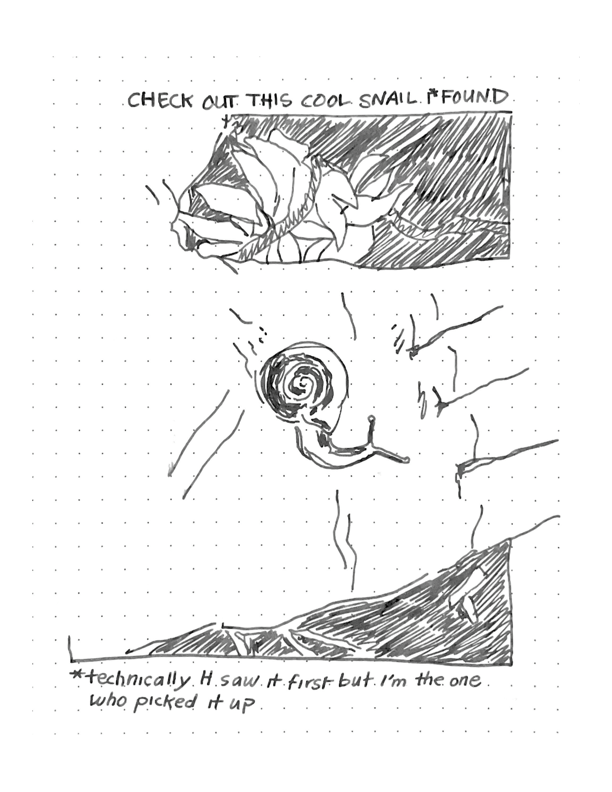 CHECK OUT THIS COOL SNAIL I* FOUND
*technically H saw it first but I'm the one
who picked it up